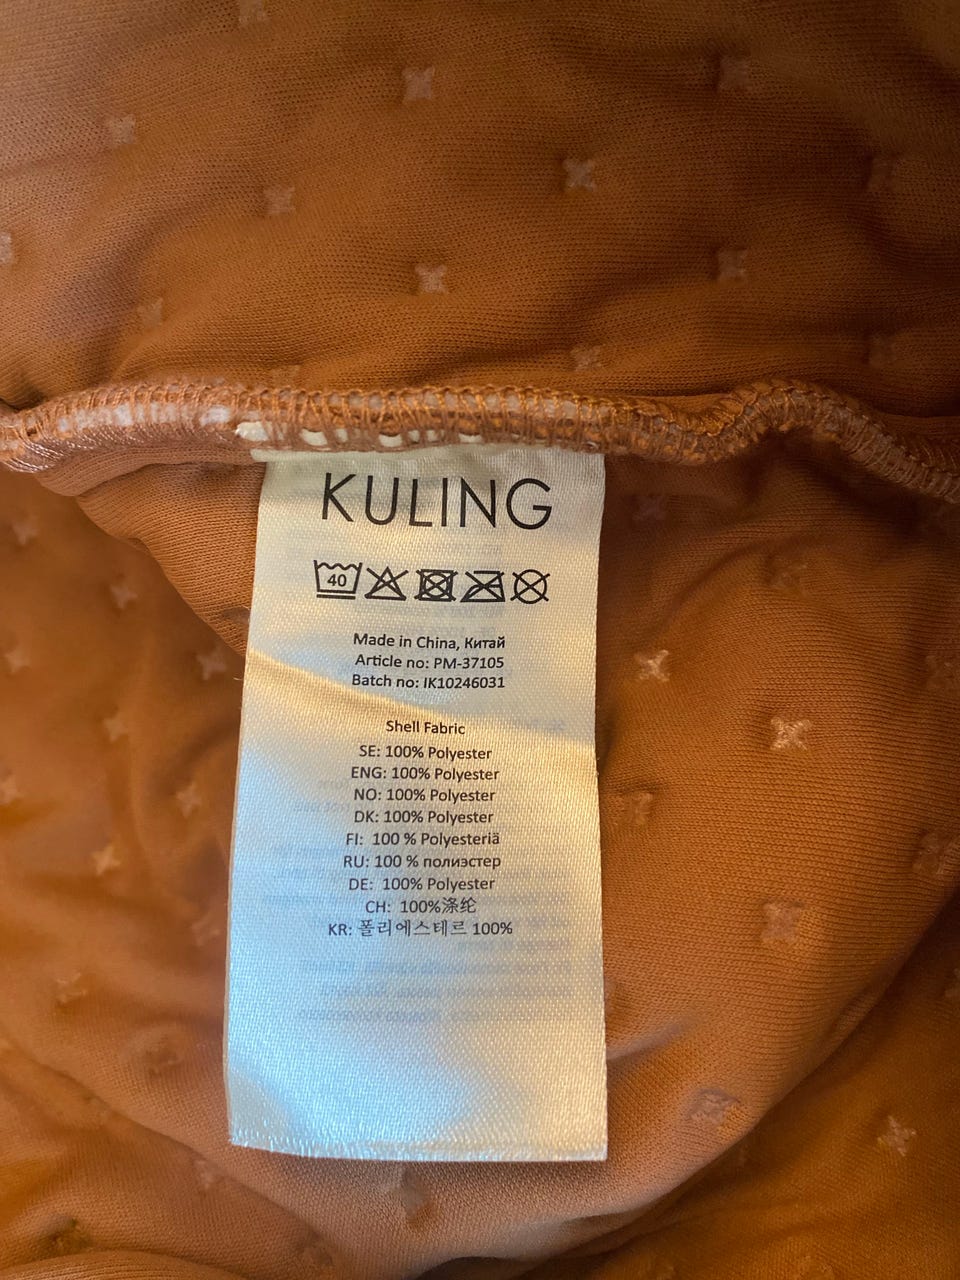 KULING
40
Made in China, Китай
Article no: PM-37105
Batch no: IK10246031
Shell Fabric
SE: 100% Polyester
ENG: 100% Polyester
NO: 100% Polyester
DK: 100% Polyester
FI: 100 % Polyesteriä
RU: 100 % полиэстер
DE: 100% Polyester
CH: 100%涤纶
KR: 폴리에스테르 100%